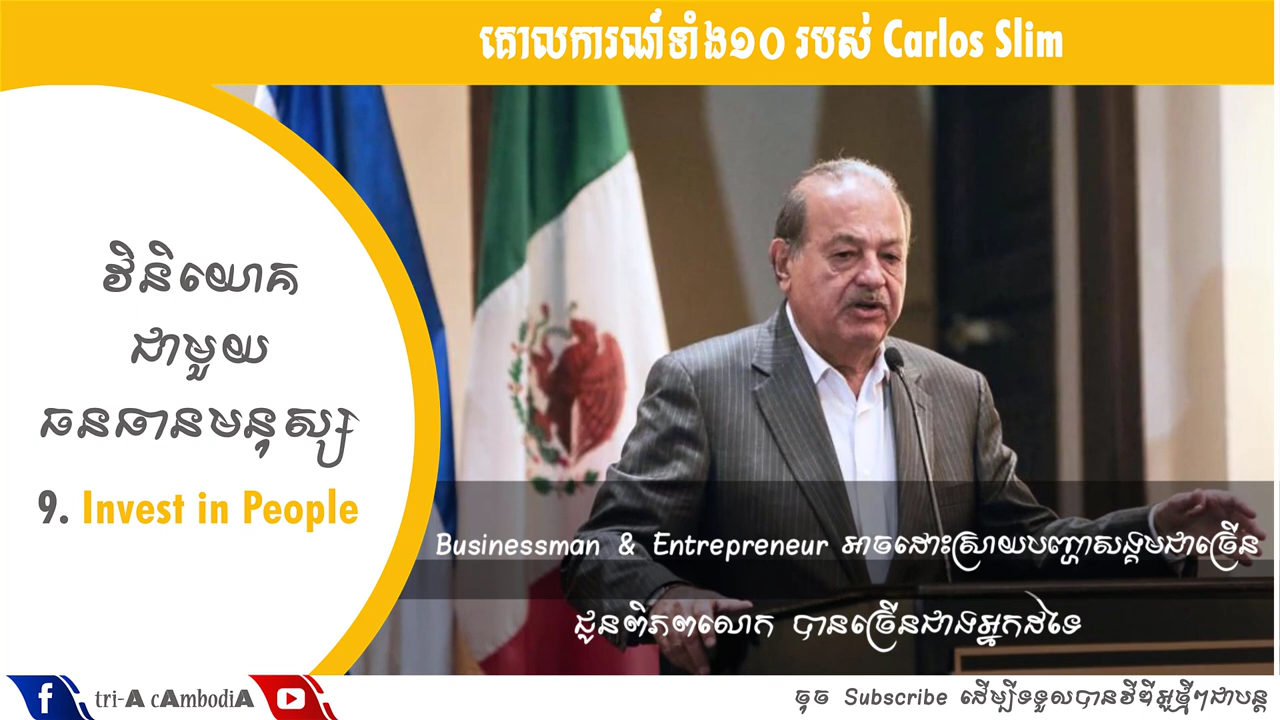 គោលការណ៍ទាំង១០ របស់ Carlos Slim
វិនិយោគ
ជាមួយ
ធនធានមនុស្ស
9. Invest in People
Businessman & Entrepreneur អាចដោះស្រាយបញ្ហាសង្គមជាច្រើន
ជូនពិភពលោក បានច្រើនជាងអ្នកដទៃ
tri-A cAmbodiA
ចុច Subscribe ដើម្បីទទួលបានវីឌីអូថ្មីៗជាបន្ត